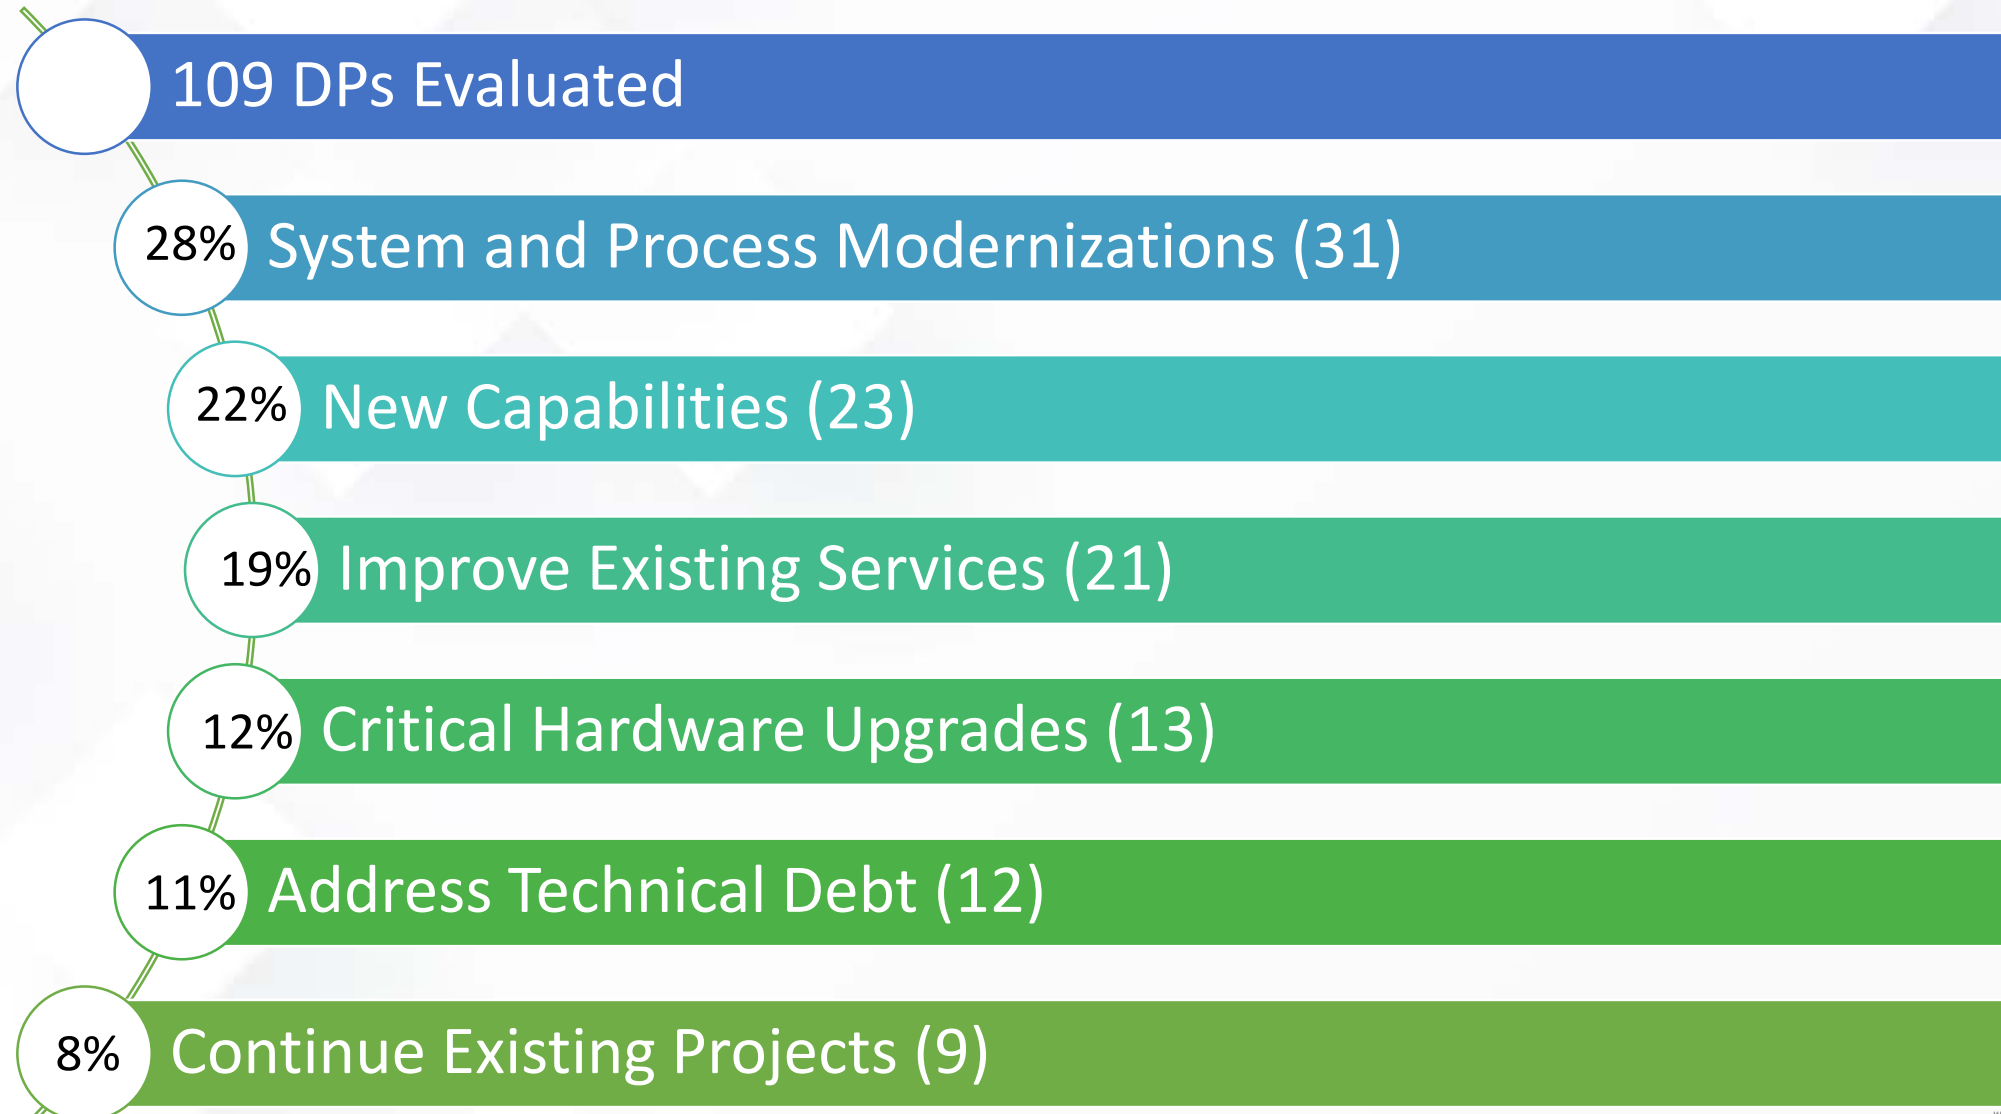 109 DPs Evaluated
28% System and Process Modernizations (31)
22% New Capabilities (23)
19% Improve Existing Services (21)
12% Critical Hardware Upgrades (13)
11% Address Technical Debt (12)
8% Continue Existing Projects (9)